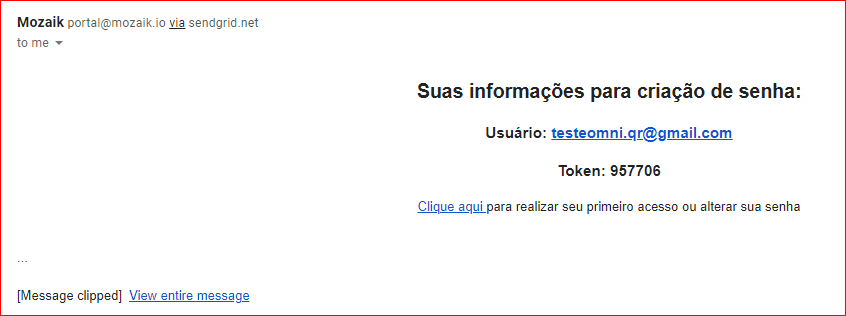 Mozaik portal@mozaik.io via sendgrid.net
to me
Suas informações para criação de senha:
Usuário: testeomni.qr@gmail.com
Token: 957706
Clique aqui para realizar seu primeiro acesso ou alterar sua senha
...
[Message clipped] View entire message